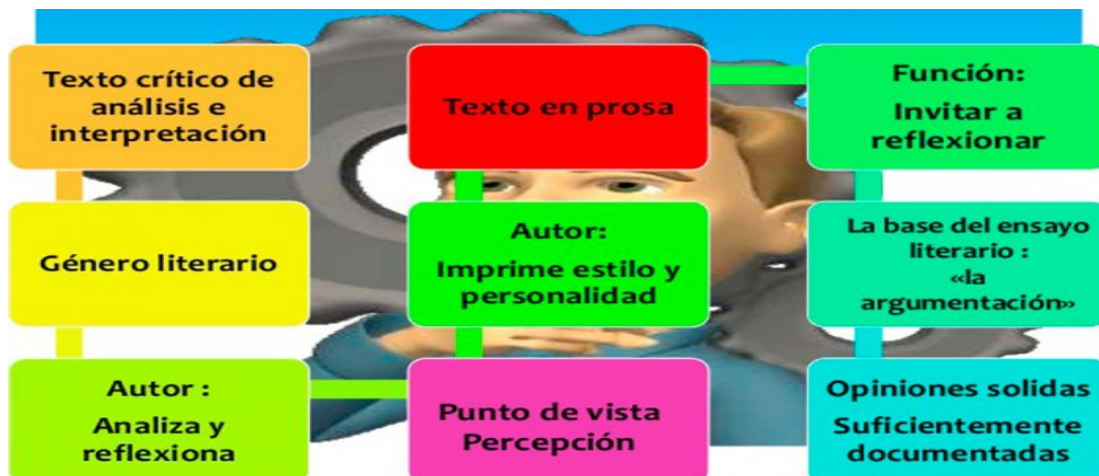 Texto crítico de
análisis e
interpretación
Género literario
Autor :
Analiza y
reflexiona
Punto de vista
Percepción
Autor:
Imprime estilo y
personalidad
Texto en prosa
Función:
Invitar a
reflexionar
La base del ensayo
literario :
«la
argumentación»
Opiniones solidas
Suficientemente
documentadas